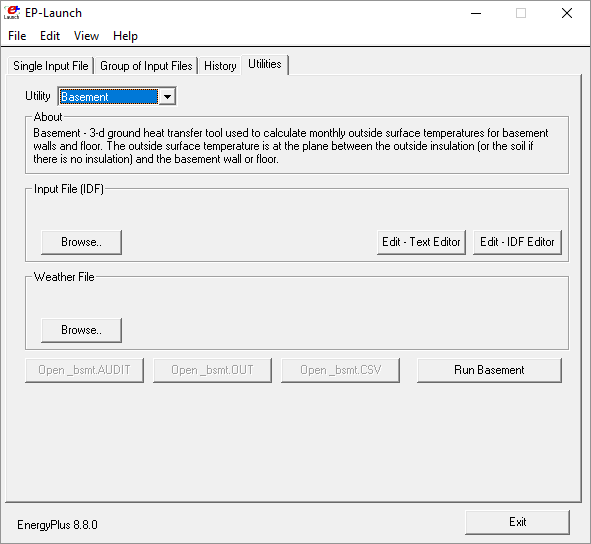 EP-Launch
File Edit View Help
Single Input File Group of Input Files History Utilities
Utility Basement
About
Basement - 3-d ground heat transfer tool used to calculate monthly outside surface temperatures for basement
walls and floor. The outside surface temperature is at the plane between the outside insulation (or the soil if
there is no insulation) and the basement wall or floor.
Input File (IDF)
Browse.. Edit - Text Editor Edit - IDF Editor
Weather File
Browse..
Open _bsmt.AUDIT Open _bsmt.OUT Open _bsmt.CSV Run Basement
EnergyPlus 8.8.0 Exit